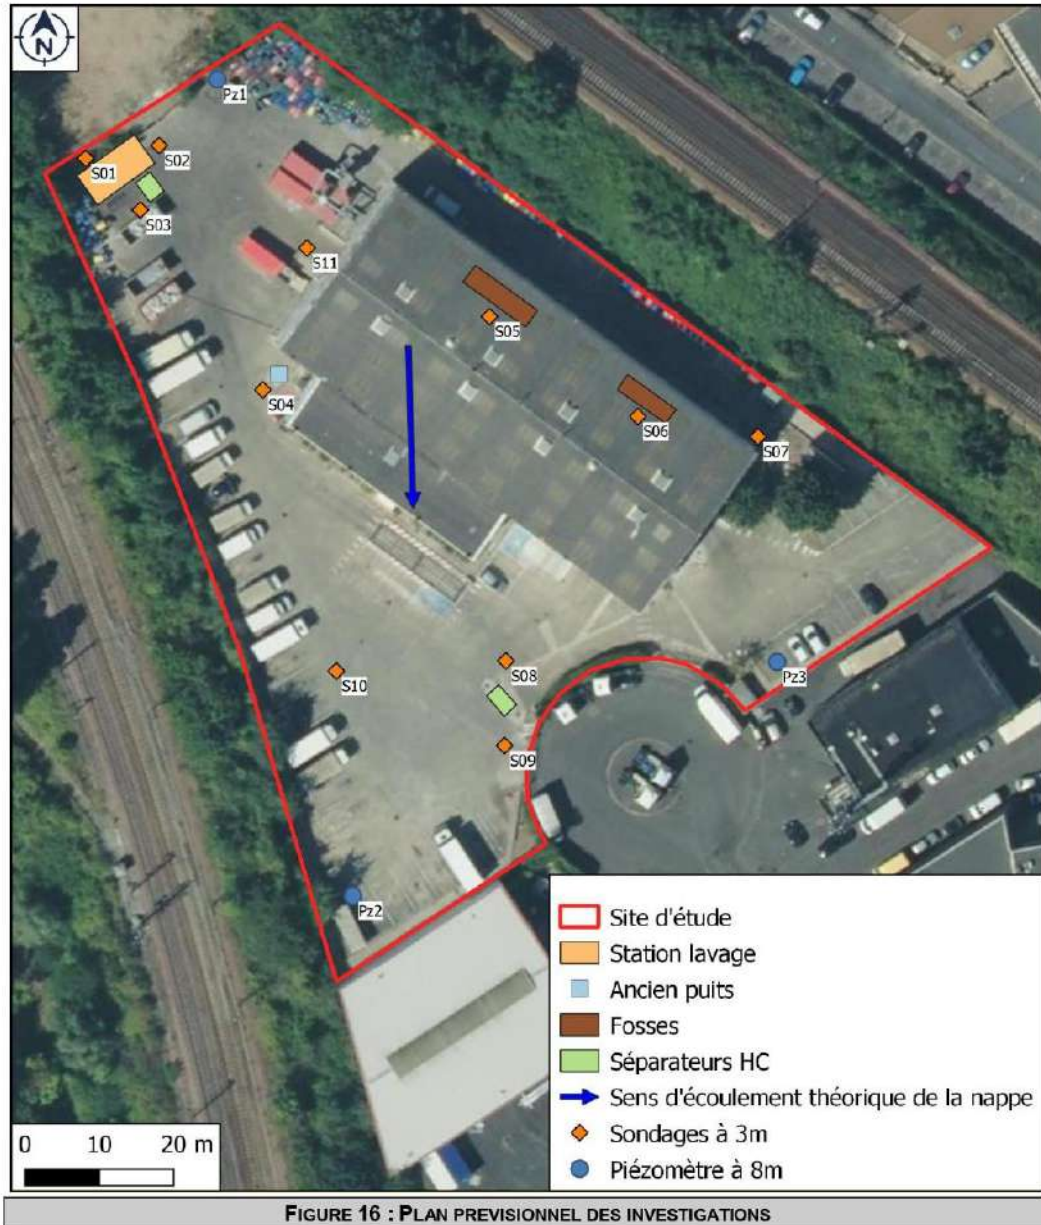 N
Pz1
S01
S02
S03
S11
S05
S04
S06
S07
S08
S10
Pz3
S09
Pz2
Site d'étude
Station lavage
Ancien puits
Fosses
Séparateurs HC
Sens d'écoulement théorique de la nappe
Sondages à 3m
Piézomètre à 8m
0 10 20 m
FIGURE 16 : PLAN PREVISIONNEL DES INVESTIGATIONS